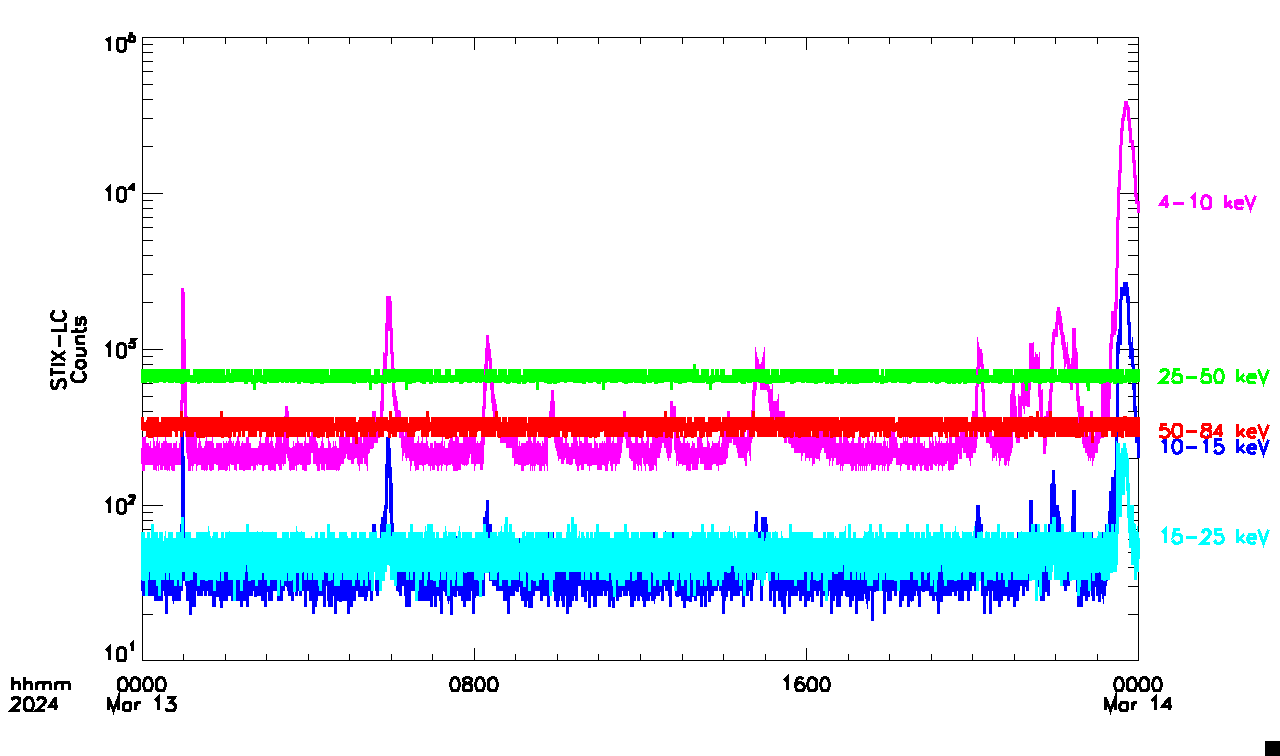 10⁵
10⁴
10³
10²
10¹
STIX-LC
Counts
4-10 keV
25-50 keV
50-84 keV
10-15 keV
15-25 keV
hhmm 0000 0800 1600 0000
2024 Mar 13 Mar 14